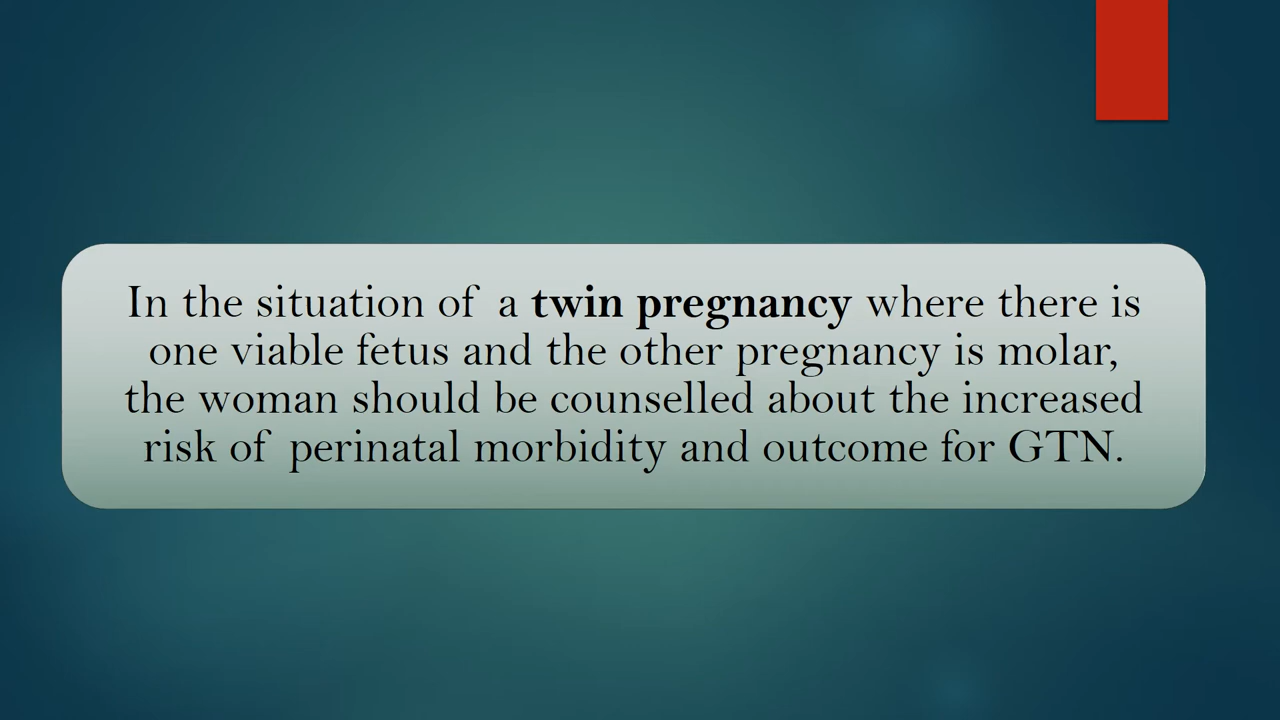 In the situation of a twin pregnancy where there is
one viable fetus and the other pregnancy is molar,
the woman should be counselled about the increased
risk of perinatal morbidity and outcome for GTN.